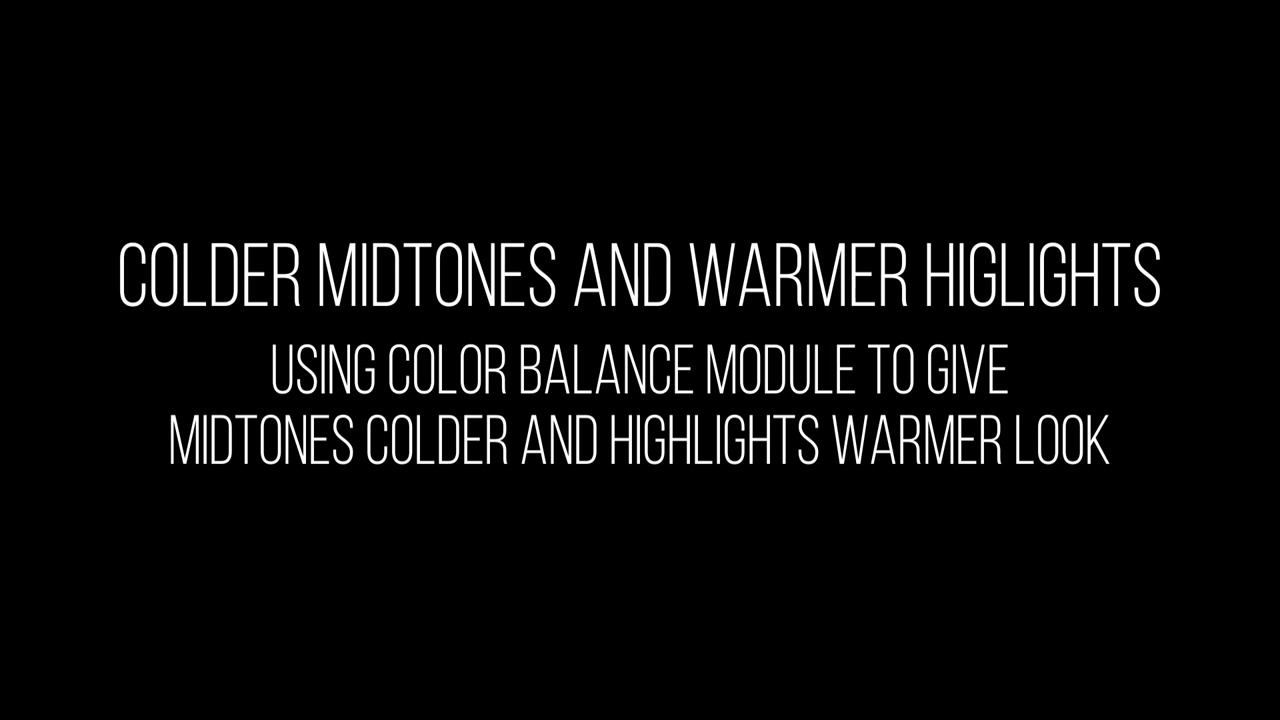 COLDER MIDTONES AND WARMER HIGLIGHTS
USING COLOR BALANCE MODULE TO GIVE
MIDTONES COLDER AND HIGHLIGHTS WARMER LOOK